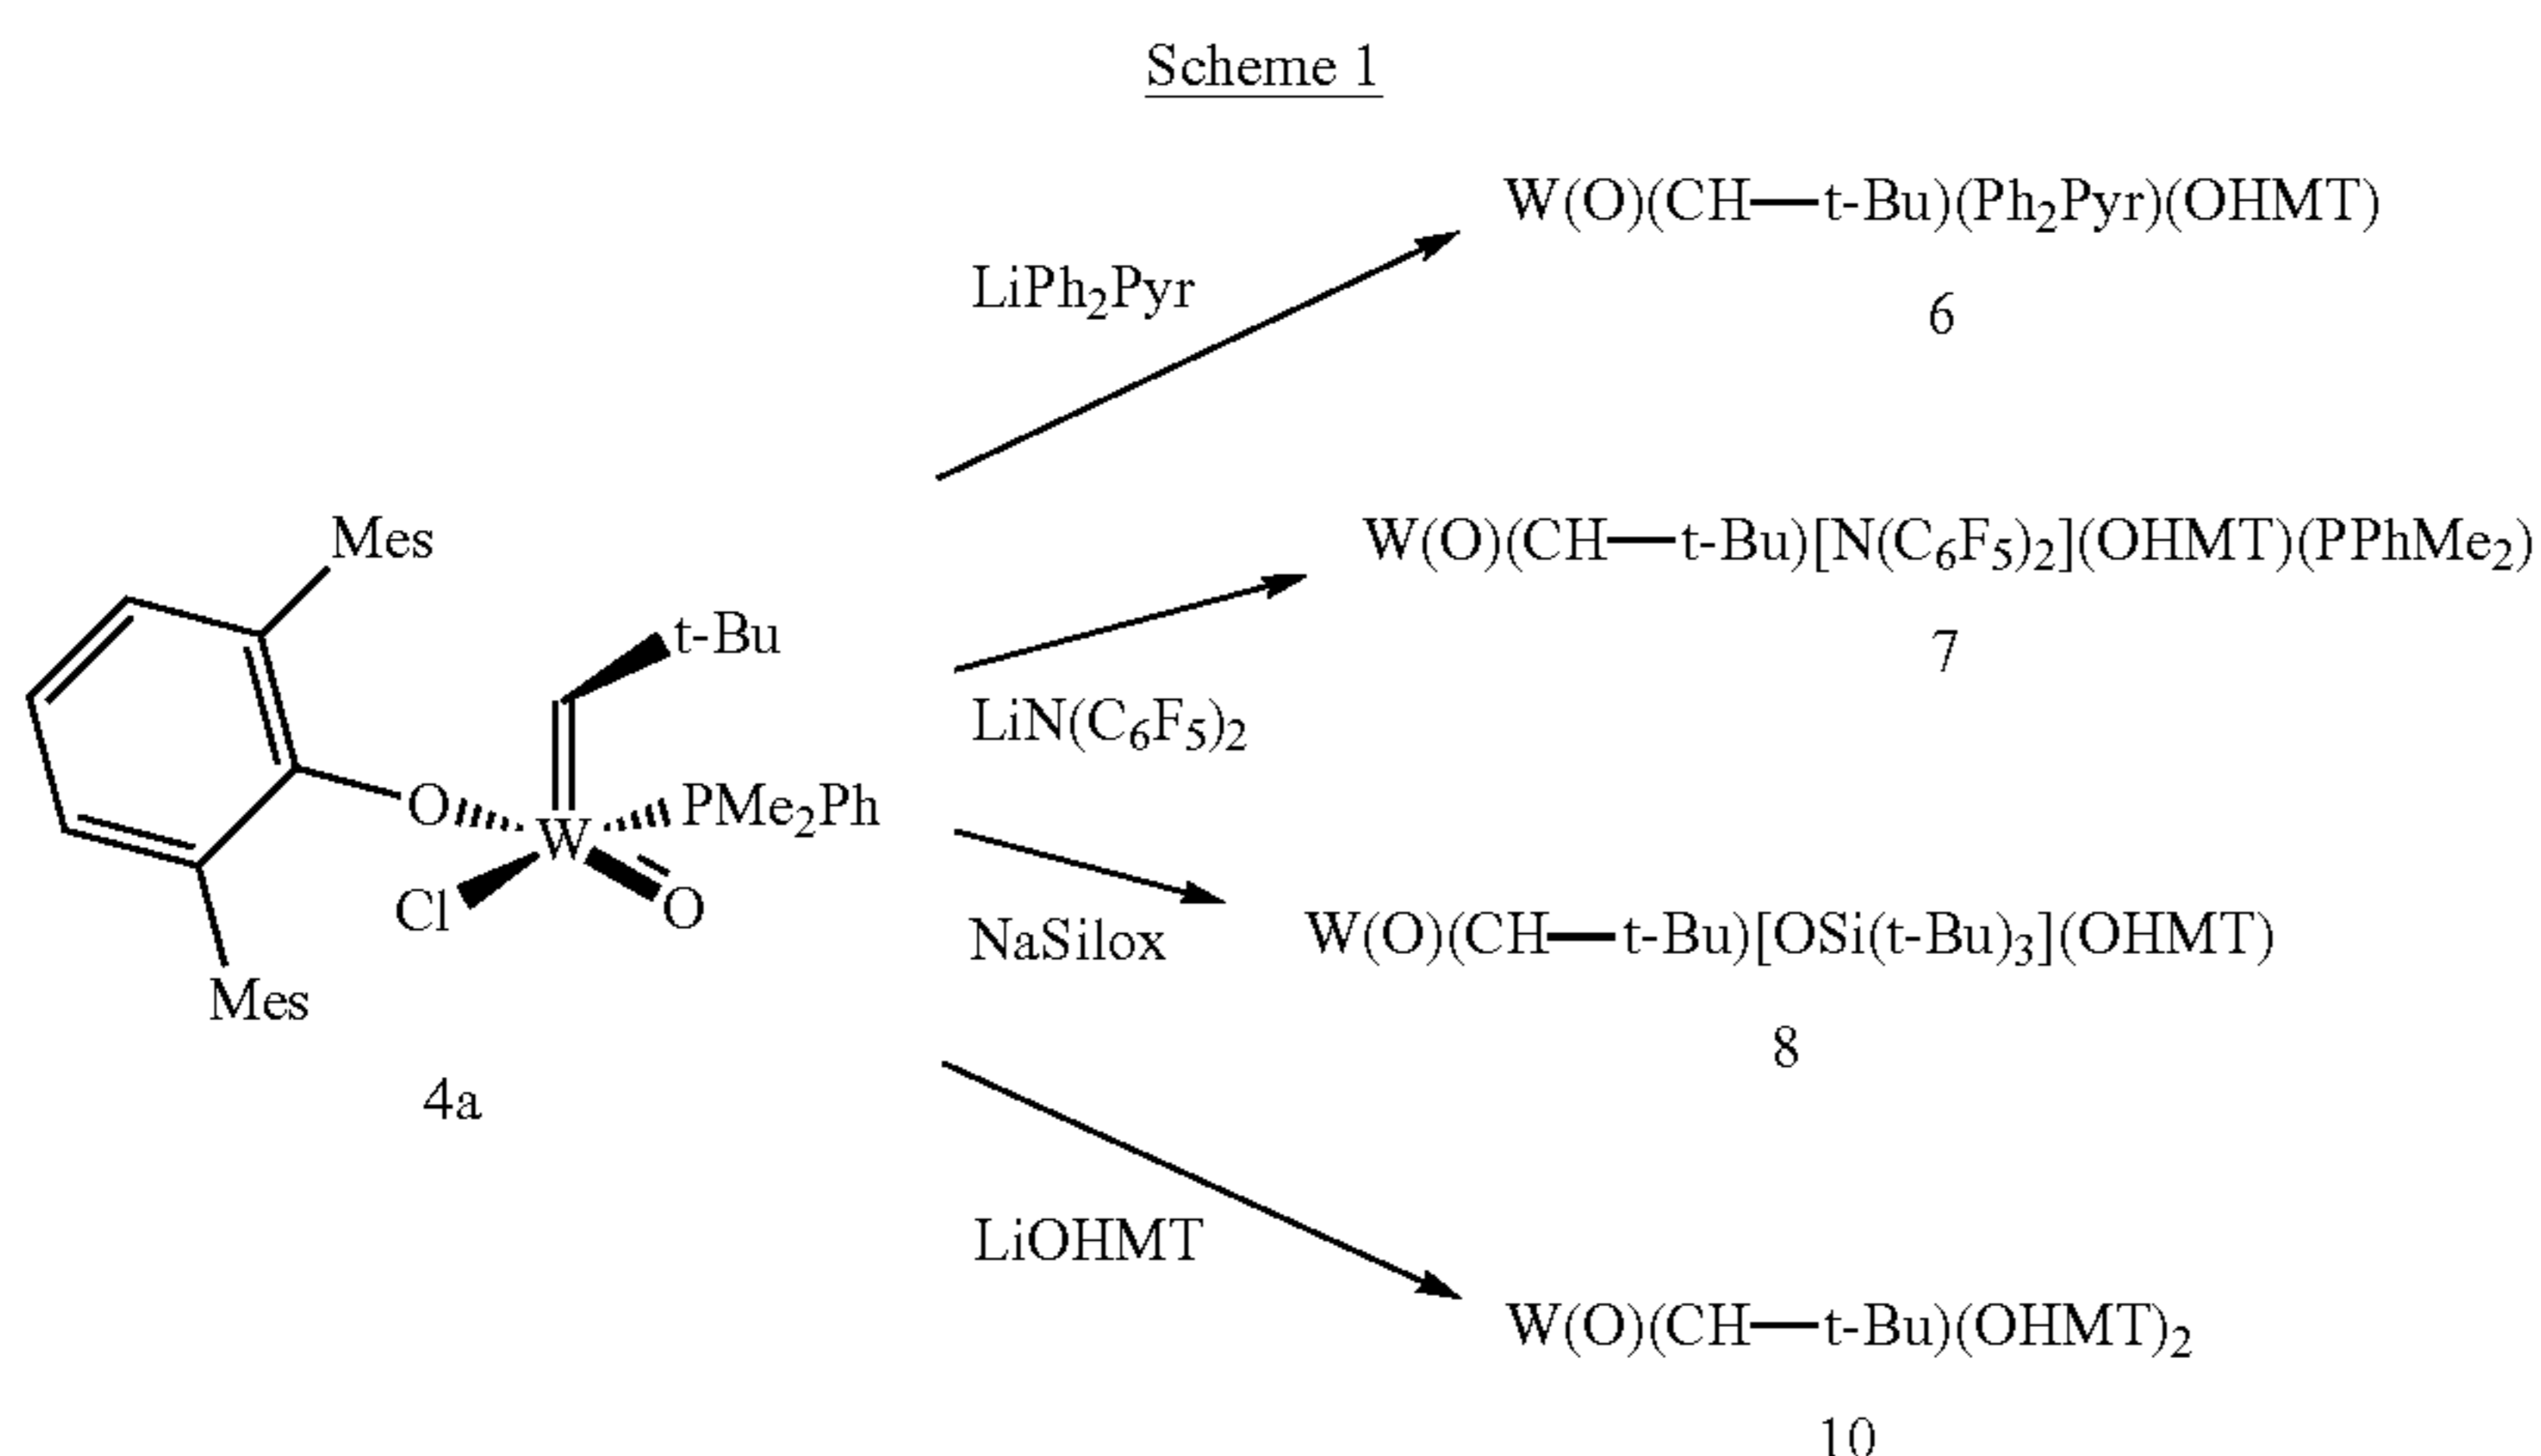 Scheme 1
W(O)(CH—t-Bu)(Ph₂Pyr)(OHMT)
LiPh₂Pyr
6
W(O)(CH—t-Bu)[N(C₆F₅)₂](OHMT)(PPhMe₂)
Mes
LiN(C₆F₅)₂
7
t-Bu
O
W
PMe₂Ph
Cl
O
NaSilox
W(O)(CH—t-Bu)[OSi(t-Bu)₃](OHMT)
Mes
8
4a
LiOHMT
W(O)(CH—t-Bu)(OHMT)₂
10